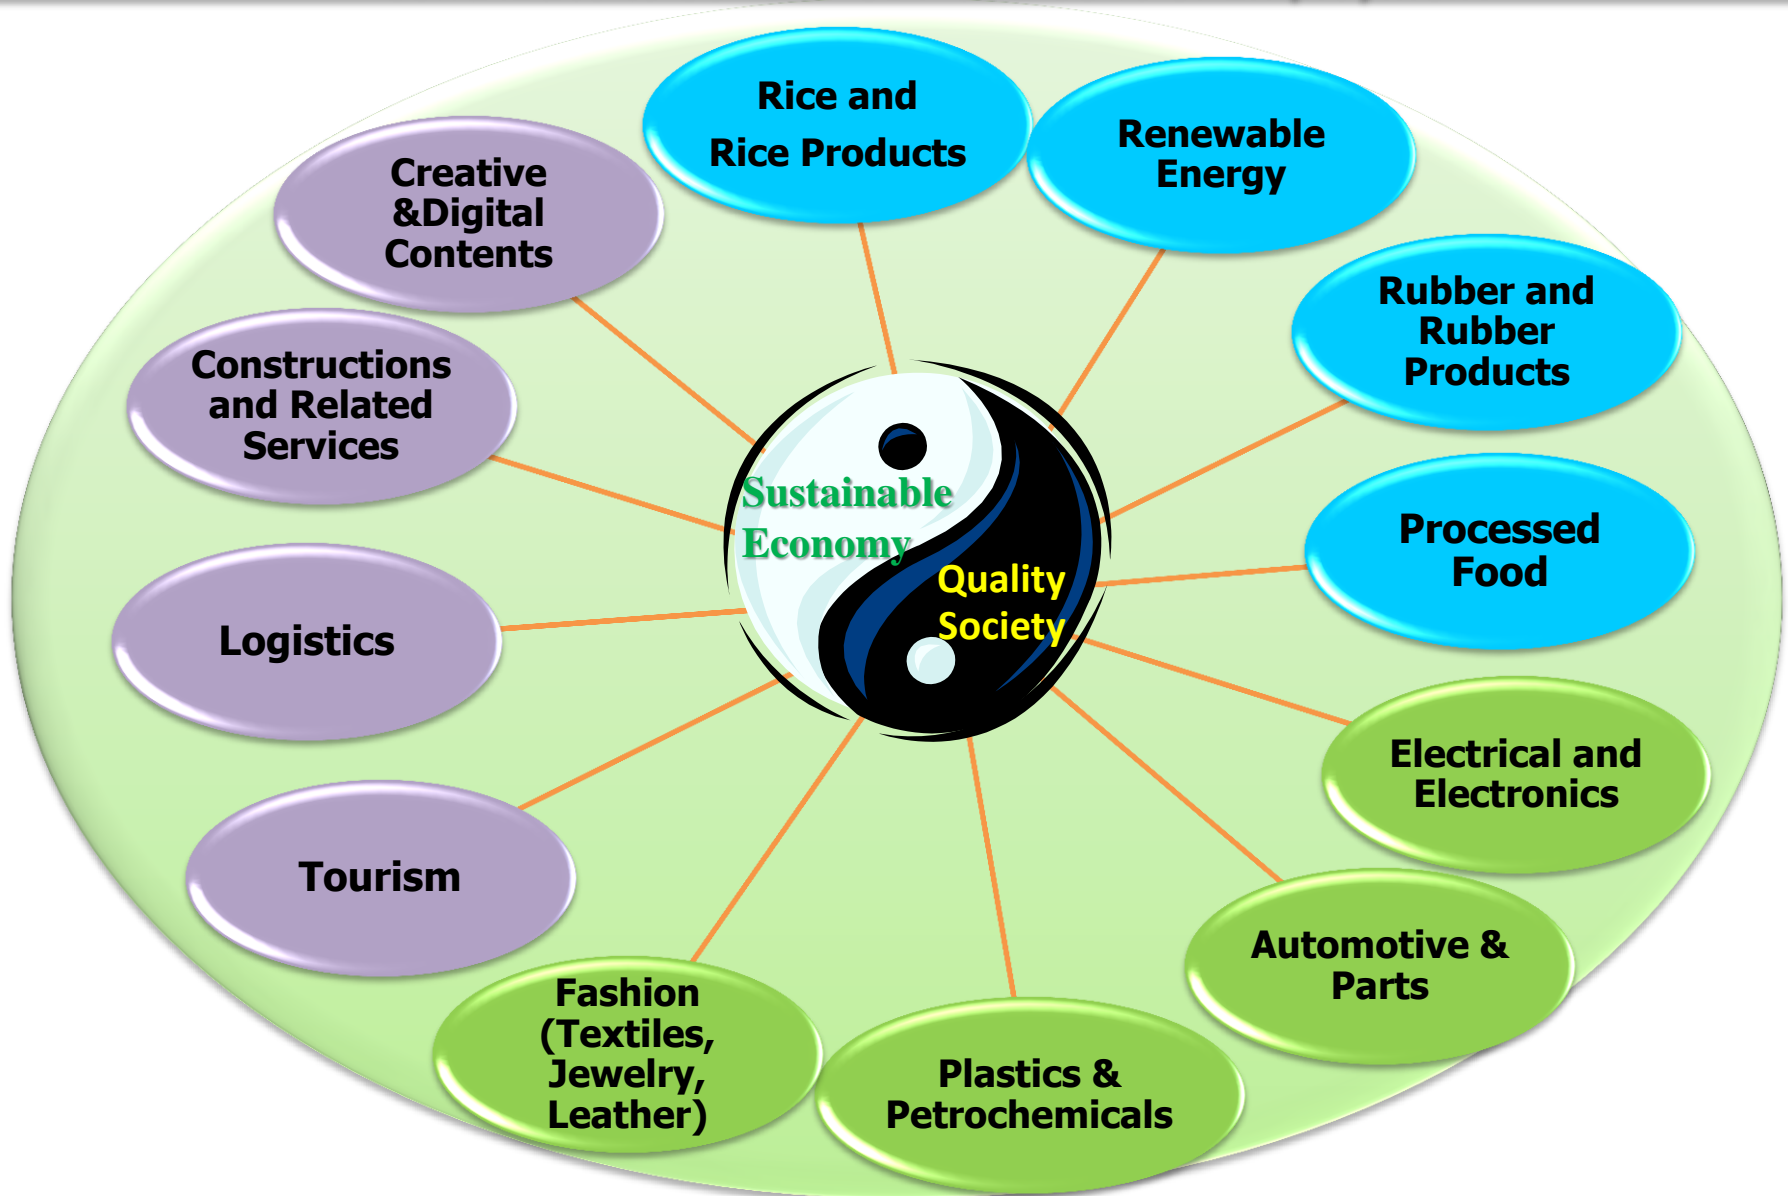 Rice and
Rice Products
Renewable
Energy
Creative
&Digital
Contents
Rubber and
Rubber
Products
Constructions
and Related
Services
Sustainable
Economy
Quality
Society
Processed
Food
Logistics
Electrical and
Electronics
Tourism
Automotive &
Parts
Fashion
(Textiles,
Jewelry,
Leather)
Plastics &
Petrochemicals